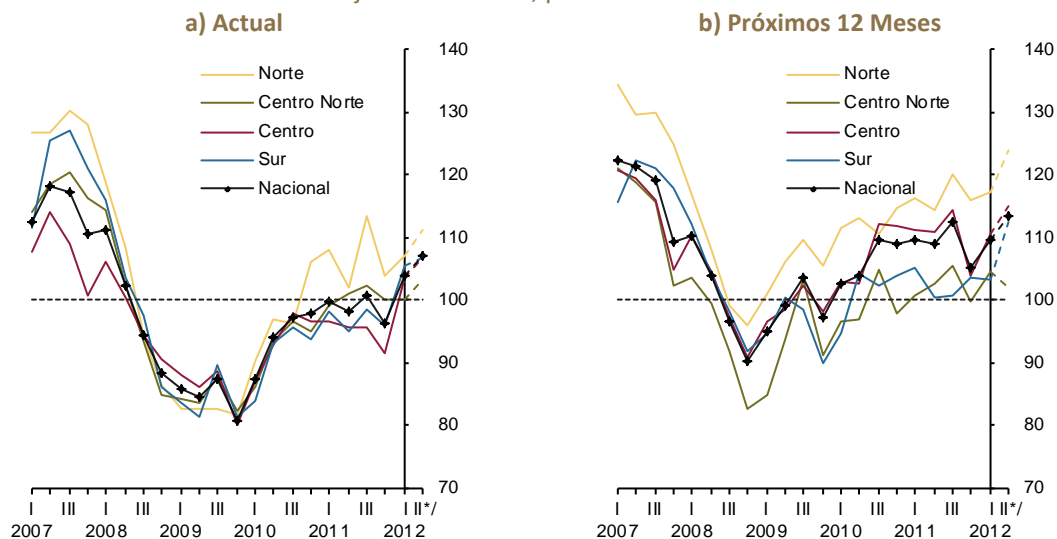 a) Actual
140
130
120
110
100
90
80
70
Norte
Centro Norte
Centro
Sur
Nacional
I III I III I III I III I III I II*/
2007 2008 2009 2010 2011 2012
b) Próximos 12 Meses
140
130
120
110
100
90
80
70
Norte
Centro Norte
Centro
Sur
Nacional
I III I III I III I III I III I II*/
2007 2008 2009 2010 2011 2012